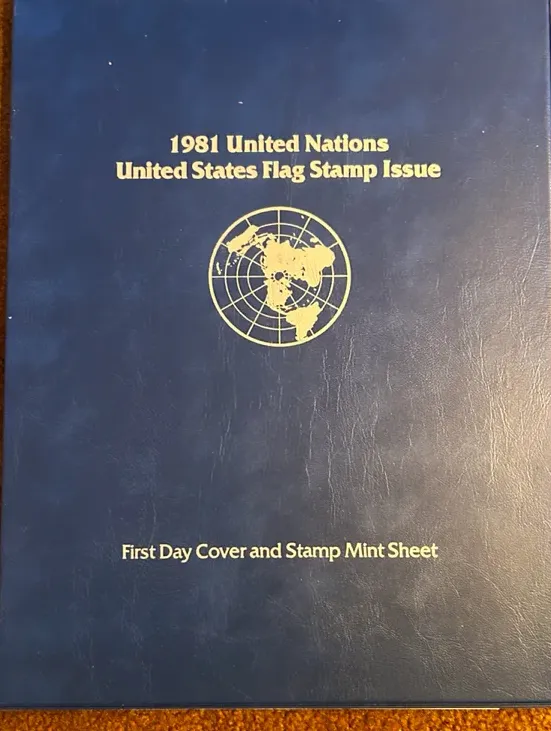 1981 United Nations
United States Flag Stamp Issue
First Day Cover and Stamp Mint Sheet